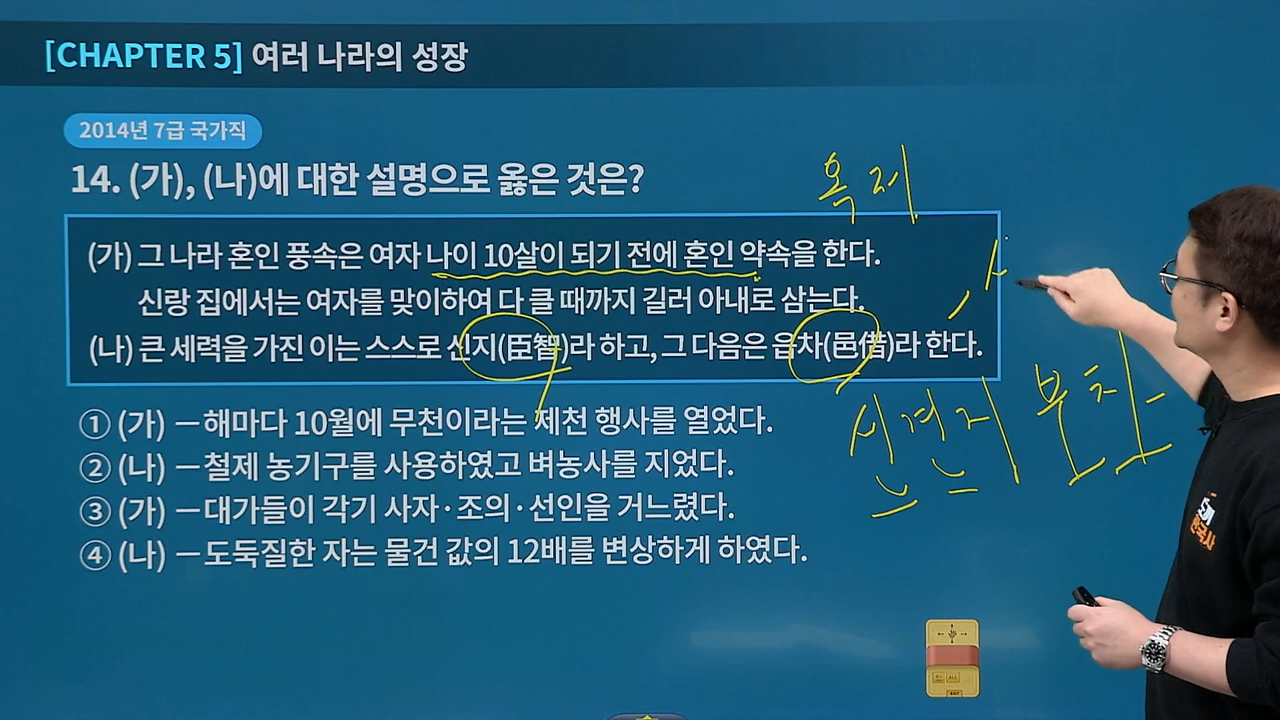 [CHAPTER 5] 여러 나라의 성장
2014년 7급 국가직
14. (가), (나)에 대한 설명으로 옳은 것은?
옥제
(가) 그 나라 혼인 풍속은 여자 나이 10살이 되기 전에 혼인 약속을 한다.
신랑 집에서는 여자를 맞이하여 다 클 때까지 길러 아내로 삼는다.
(나) 큰 세력을 가진 이는 스스로 신지(臣智)라 하고, 그 다음은 읍차(邑借)라 한다.
① (가) — 해마다 10월에 무천이라는 제천 행사를 열었다.
② (나) — 철제 농기구를 사용하였고 벼농사를 지었다.
③ (가) — 대가들이 각기 사자·조의·선인을 거느렸다.
④ (나) — 도둑질한 자는 물건 값의 12배를 변상하게 하였다.
한국사
EXIT